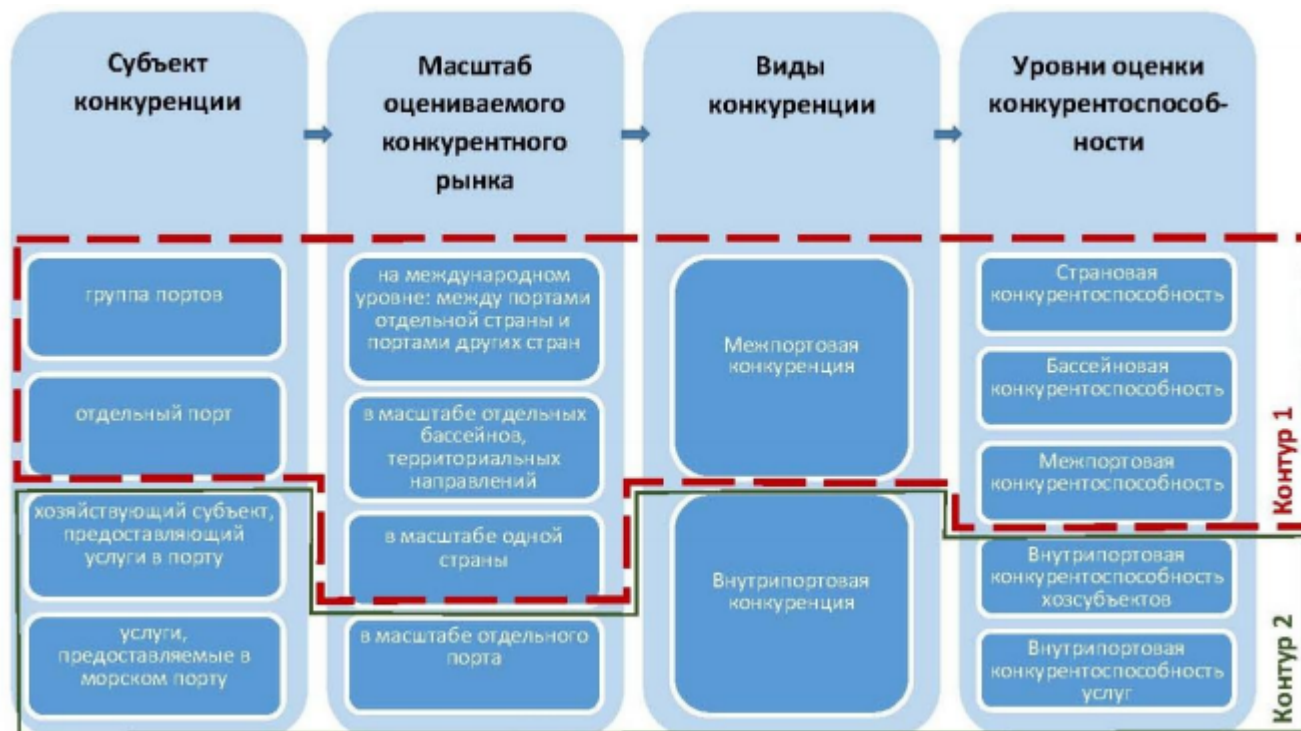 Субъект
конкуренции
Масштаб
оцениваемого
конкурентного
рынка
Виды
конкуренции
Уровни оценки
конкурентоспособ-
ности
группа портов
отдельный порт
хозяйствующий субъект,
предоставляющий
услуги в порту
услуги,
предоставляемые в
морском порту
на международном
уровне: между портами
отдельной страны и
портами других стран
в масштабе отдельных
бассейнов,
территориальных
направлений
в масштабе одной
страны
в масштабе отдельного
порта
Межпортовая
конкуренция
Внутрипортовая
конкуренция
Страновая
конкурентоспособность
Бассейновая
конкурентоспособность
Межпортовая
конкурентоспособность
Внутрипортовая
конкурентоспособность
хозсубъектов
Внутрипортовая
конкурентоспособность
услуг
Контур 1
Контур 2